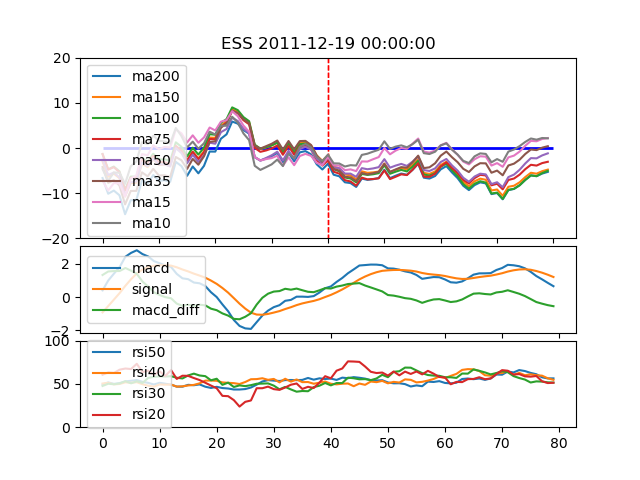 ESS 2011-12-19 00:00:00
20
10
0
−10
−20
ma200
ma150
ma100
ma75
ma50
ma35
ma15
ma10
2
0
−2
macd
signal
macd_diff
100
50
0
rsi50
rsi40
rsi30
rsi20
0 10 20 30 40 50 60 70 80